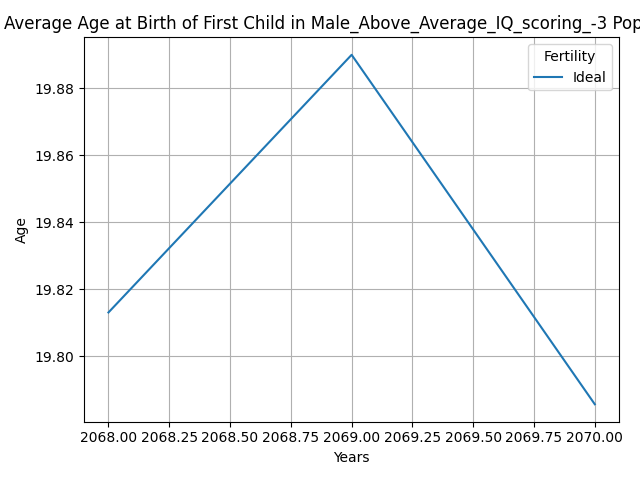 Average Age at Birth of First Child in Male_Above_Average_IQ_scoring_-3 Pop
Fertility
Ideal
19.88
19.86
19.84
19.82
19.80
Age
2068.00 2068.25 2068.50 2068.75 2069.00 2069.25 2069.50 2069.75 2070.00
Years